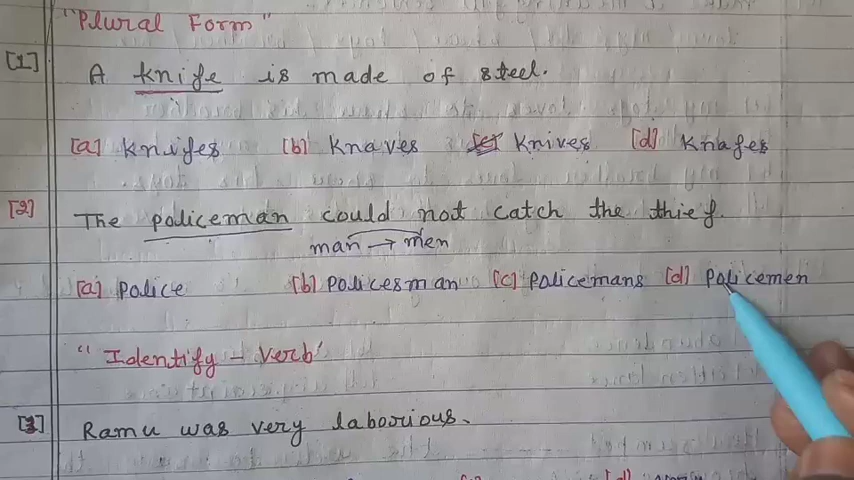 "Plural Form"
[1] A knife is made of steel.
[a] knifes [b] knaves [c] knives [d] knafes
[2] The policeman could not catch the thief.
man → men
[a] police [b] policesman [c] policemans [d] policemen
"Identify - verb"
[3] Ramu was very laborious.